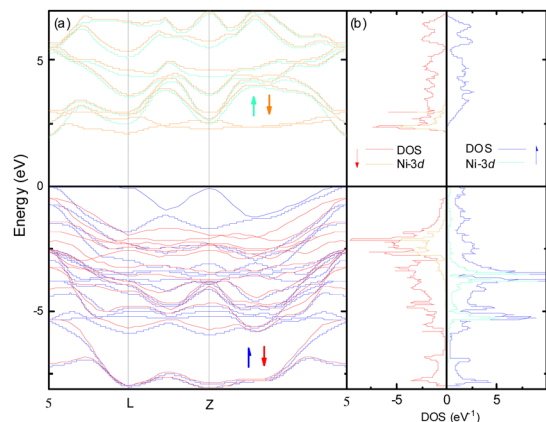 (a)
(b)
5
0
-5
Energy (eV)
DOS
Ni-3d
DOS
Ni-3d
5
L
Z
5
-5
0
5
DOS (eV⁻¹)